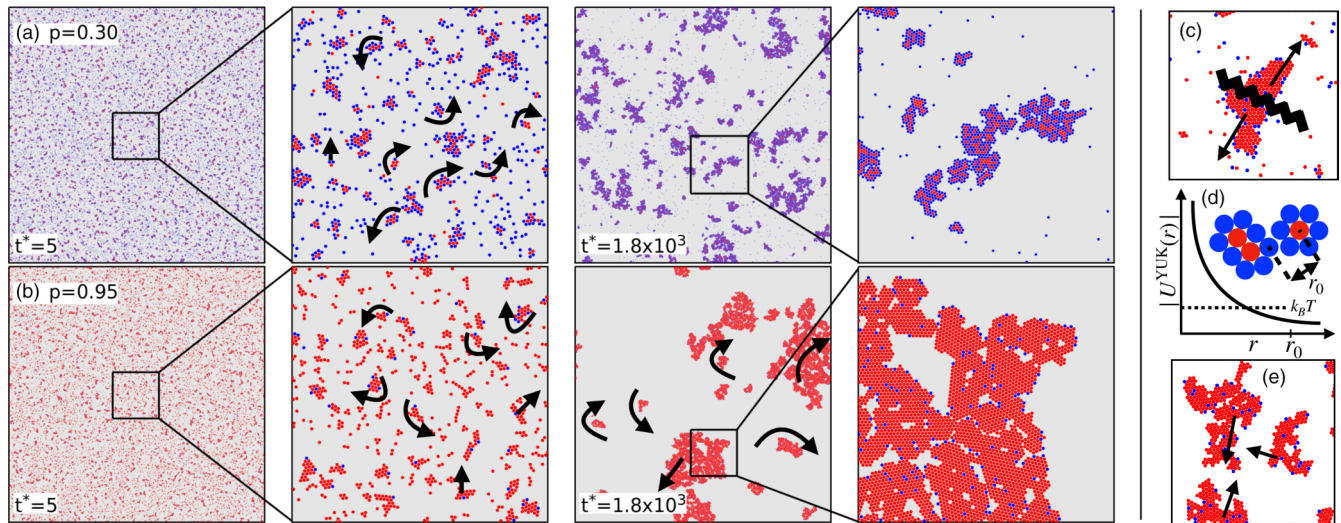 (a) p=0.30
t*=5
t*=1.8x10³
(b) p=0.95
t*=5
t*=1.8x10³
(c)
(d)
|U^YUK(r)|
r₀
k_BT
r
r₀
(e)